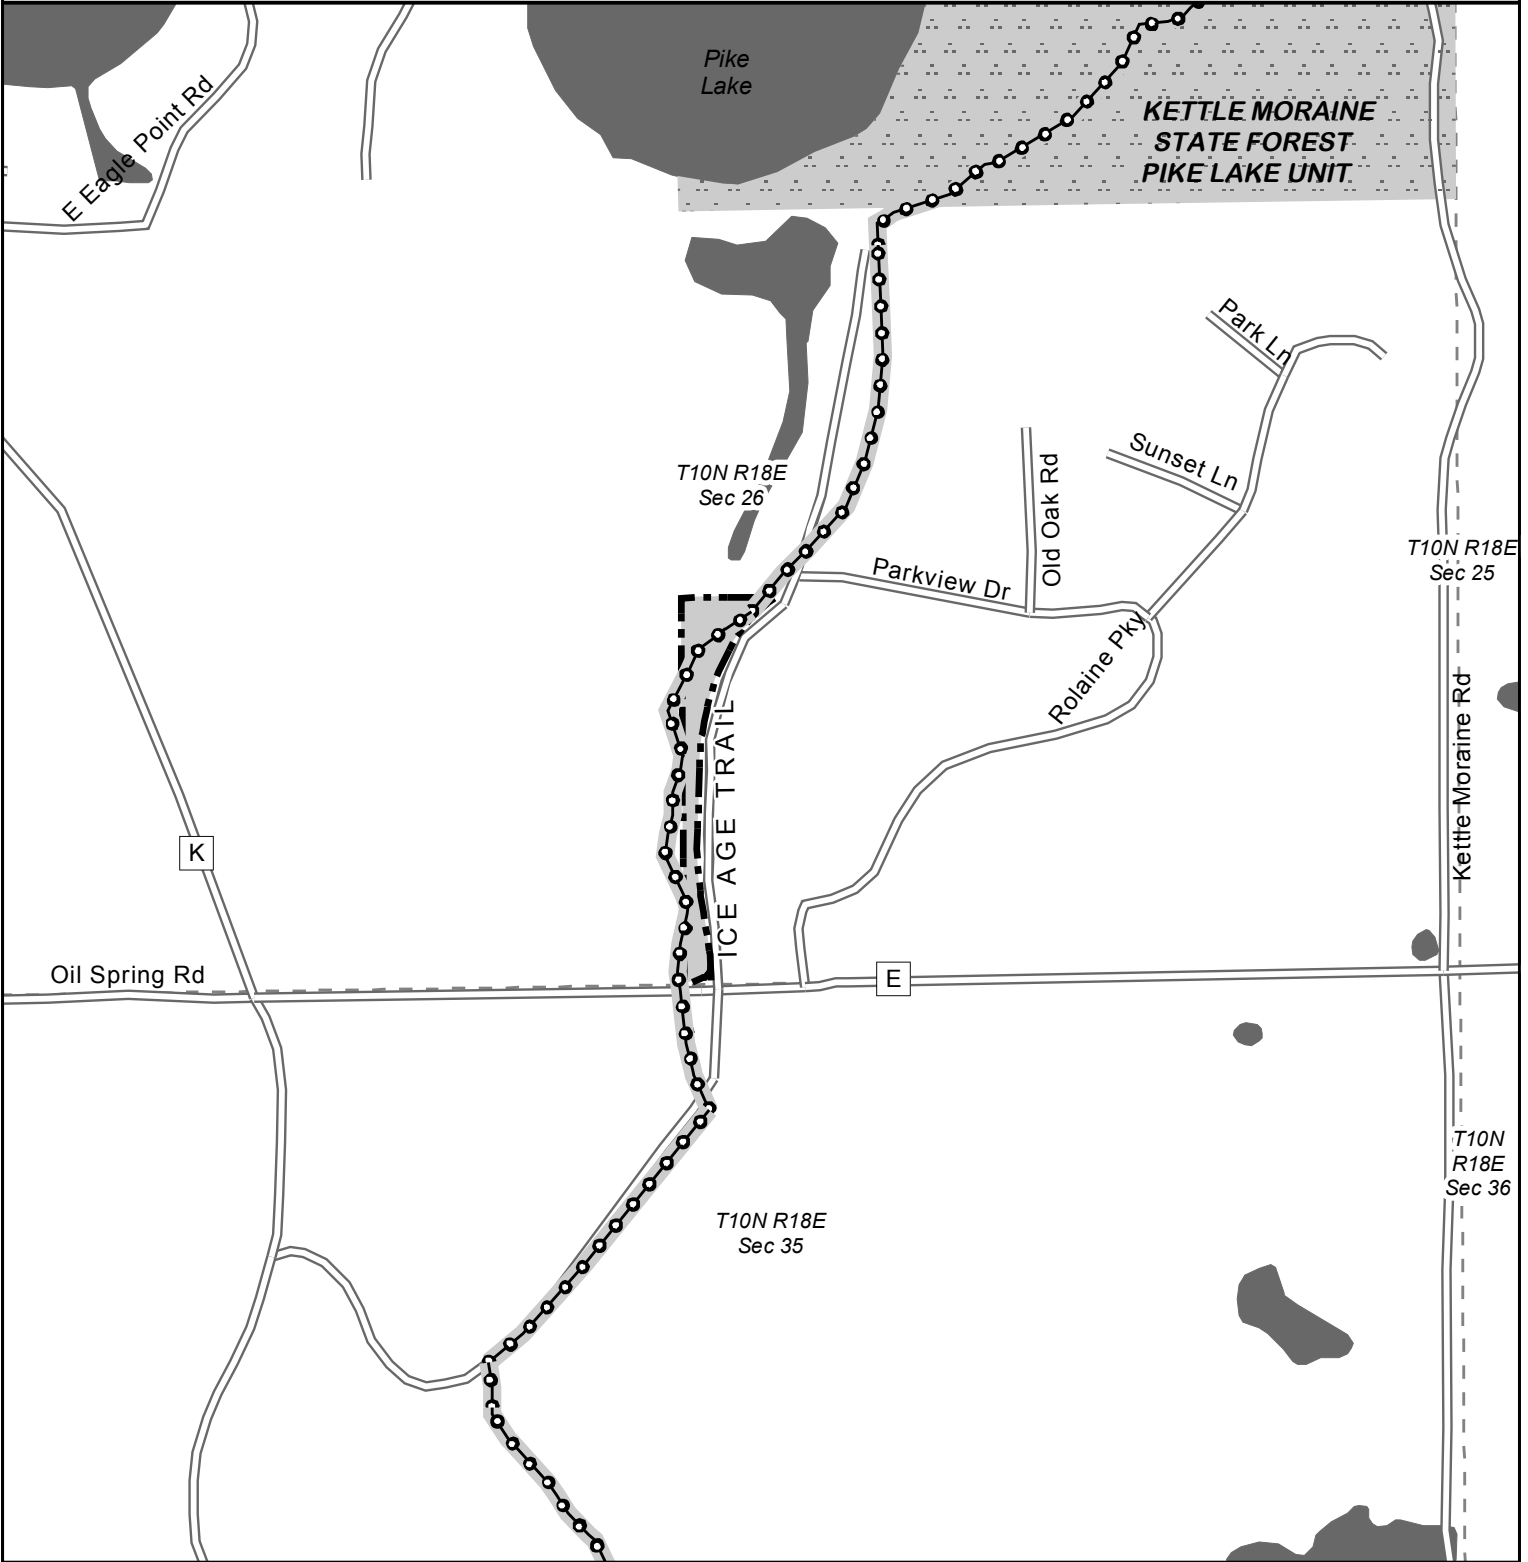 Pike
Lake
E Eagle Point Rd
KETTLE MORAINE
STATE FOREST
PIKE LAKE UNIT
Park Ln
Sunset Ln
Old Oak Rd
T10N R18E
Sec 26
T10N R18E
Sec 25
Parkview Dr
Rolaine Pky
Kettle Moraine Rd
ICE AGE TRAIL
K
Oil Spring Rd
E
T10N
R18E
Sec 36
T10N R18E
Sec 35